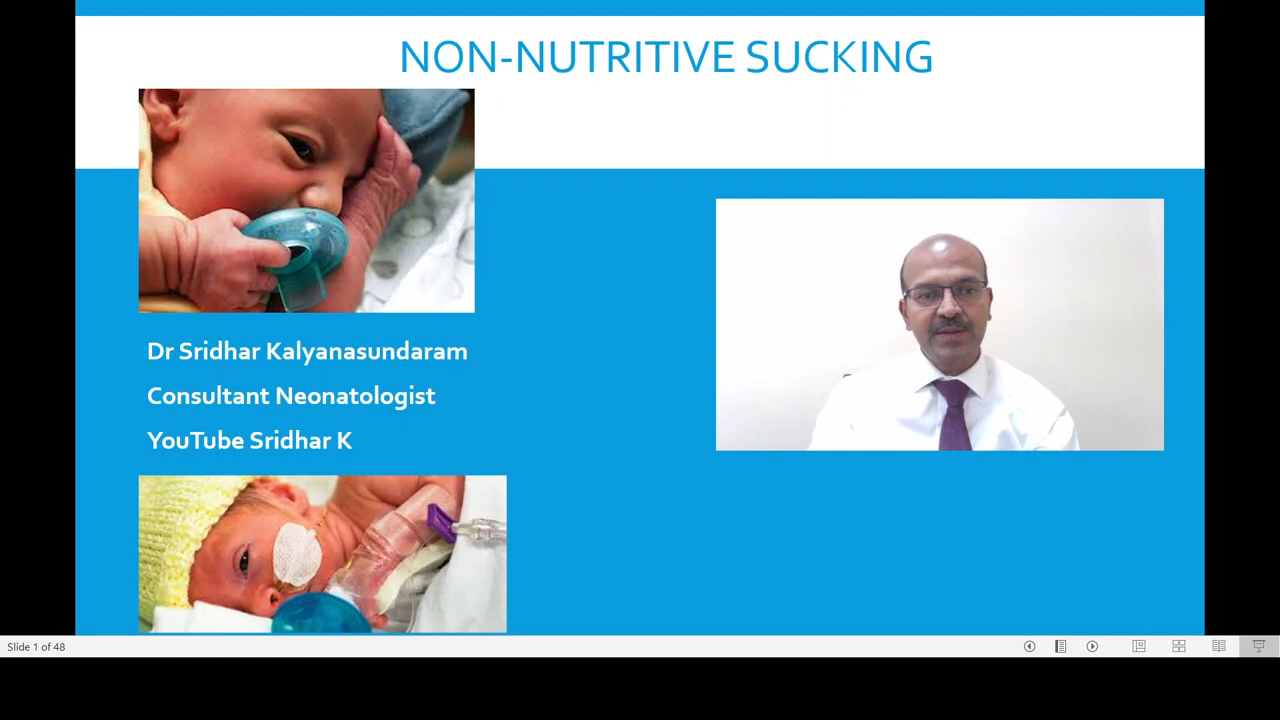 NON-NUTRITIVE SUCKING
Dr Sridhar Kalyanasundaram
Consultant Neonatologist
YouTube Sridhar K
Slide 1 of 48